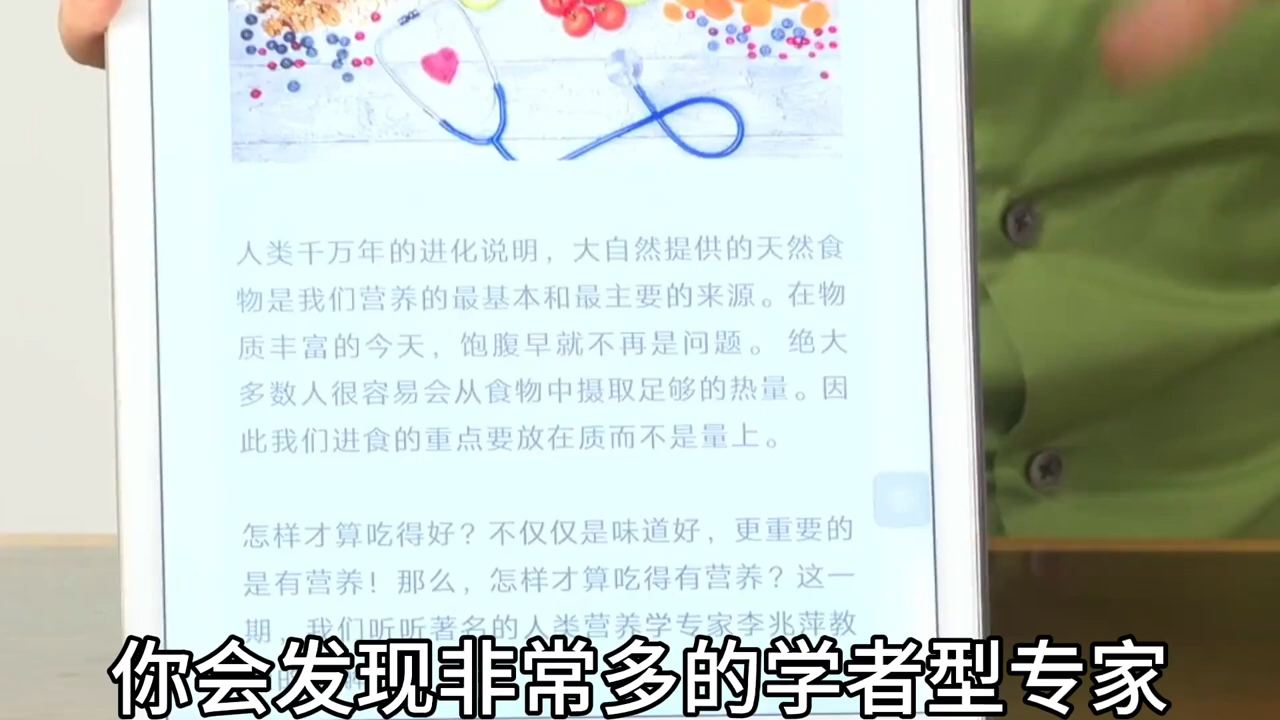 人类千万年的进化说明，大自然提供的天然食
物是我们营养的最基本和最主要的来源。在物
质丰富的今天，饱腹早就不再是问题。 绝大
多数人很容易会从食物中摄取足够的热量。因
此我们进食的重点要放在质而不是量上。
怎样才算吃得好？不仅仅是味道好，更重要的
是有营养！那么，怎样才算吃得有营养？这一
期，我们听听著名的人类营养学专家李兆萍教
你会发现非常多的学者型专家